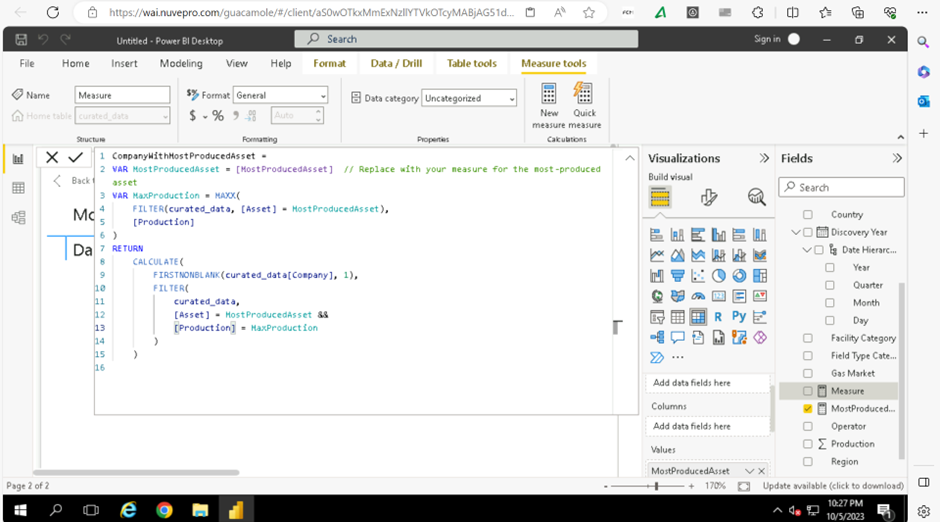 https://wai.nuvepro.com/guacamole/#/client/aS0wOTkxMmExNzllYTVkOTcyMABjAG51d...
Untitled - Power BI Desktop
Search
Sign in
File Home Insert Modeling View Help Format Data / Drill Table tools Measure tools
Name Measure
Home table curated_data
Structure
$% Format General
$ % 9 Auto
Formatting
Data category Uncategorized
Properties
New measure
Quick measure
Calculations
Back
Mo
Da
1 CompanyWithMostProducedAsset =
2 VAR MostProducedAsset = [MostProducedAsset] // Replace with your measure for the most-produced
asset
3 VAR MaxProduction = MAXX(
4 FILTER(curated_data, [Asset] = MostProducedAsset),
5 [Production]
6 )
7 RETURN
8 CALCULATE(
9 FIRSTNONBLANK(curated_data[Company], 1),
10 FILTER(
11 curated_data,
12 [Asset] = MostProducedAsset &&
13 [Production] = MaxProduction
14 )
15 )
16
Visualizations
Build visual
R Py
Add data fields here
Columns
Add data fields here
Values
MostProducedAsset
Fields
Search
Country
Discovery Year
Date Hierarc...
Year
Quarter
Month
Day
Facility Category
Field Type Cate...
Gas Market
Measure
MostProduced...
Operator
Production
Region
Page 2 of 2
- + 170%
Update available (click to download)
10:27 PM
10/5/2023